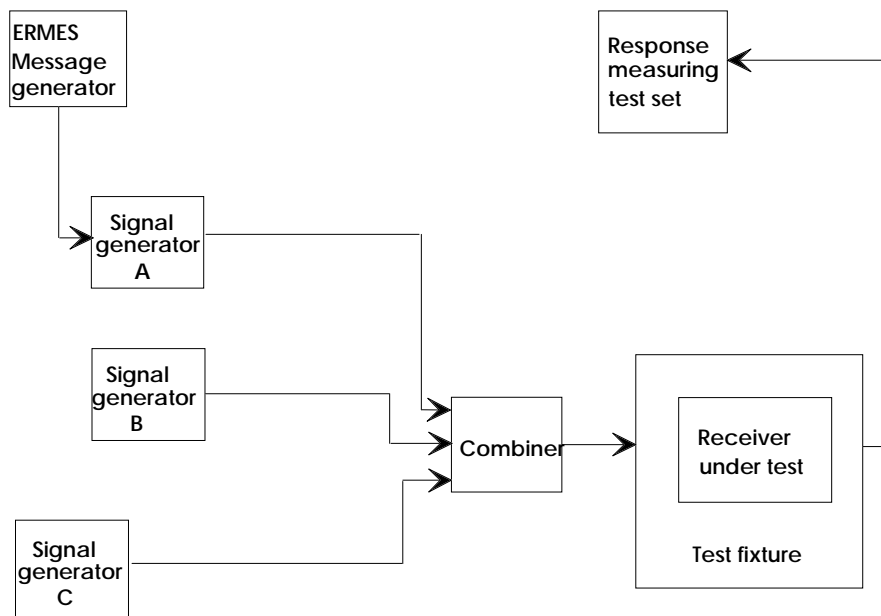 ERMES
Message
generator
Response
measuring
test set
Signal
generator
A
Signal
generator
B
Combiner
Receiver
under test
Signal
generator
C
Test fixture